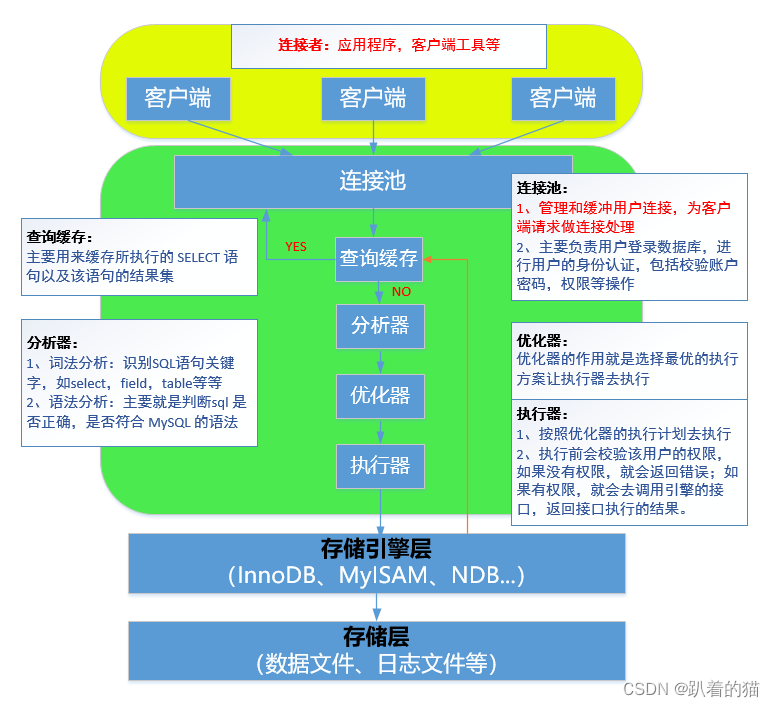 连接者：应用程序，客户端工具等
客户端
客户端
客户端
连接池
连接池：
1、管理和缓冲用户连接，为客户
端请求做连接处理
2、主要负责用户登录数据库，进
行用户的身份认证，包括校验账户
密码，权限等操作
查询缓存：
主要用来缓存所执行的 SELECT 语
句以及该语句的结果集
YES
查询缓存
NO
分析器
分析器：
1、词法分析：识别SQL语句关键
字，如select，field，table等等
2、语法分析：主要就是判断sql 是
否正确，是否符合 MySQL 的语法
优化器：
优化器的作用就是选择最优的执行
方案让执行器去执行
优化器
执行器：
1、按照优化器的执行计划去执行
2、执行前会校验该用户的权限，
如果没有权限，就会返回错误；如
果有权限，就会去调用引擎的接
口，返回接口执行的结果。
执行器
存储引擎层
（InnoDB、MyISAM、NDB...）
存储层
（数据文件、日志文件等）
CSDN @趴着的猫